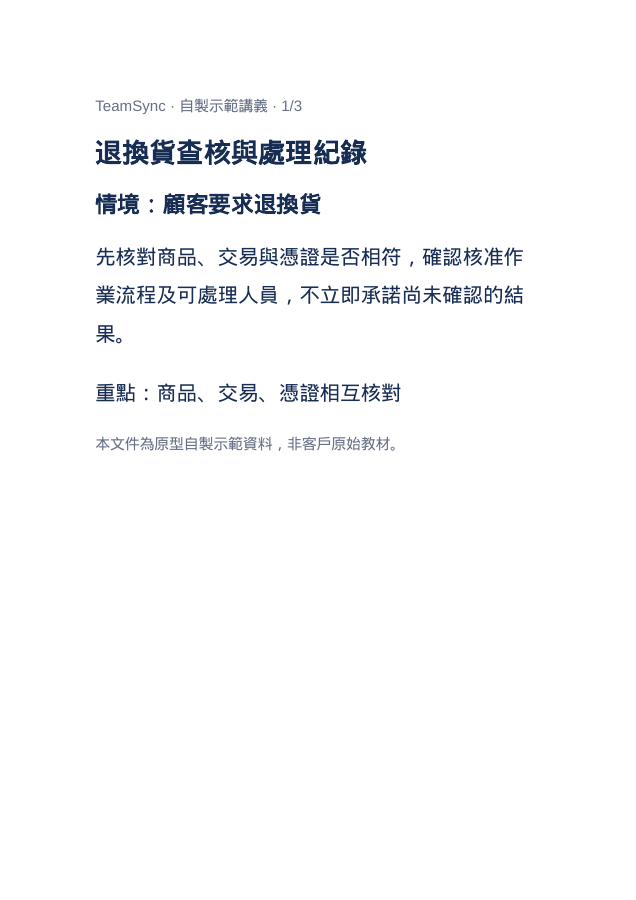 TeamSync · 自製示範講義 · 1/3
退換貨查核與處理紀錄
情境：顧客要求退換貨
先核對商品、交易與憑證是否相符，確認核准作
業流程及可處理人員，不立即承諾尚未確認的結
果。
重點：商品、交易、憑證相互核對
本文件為原型自製示範資料，非客戶原始教材。